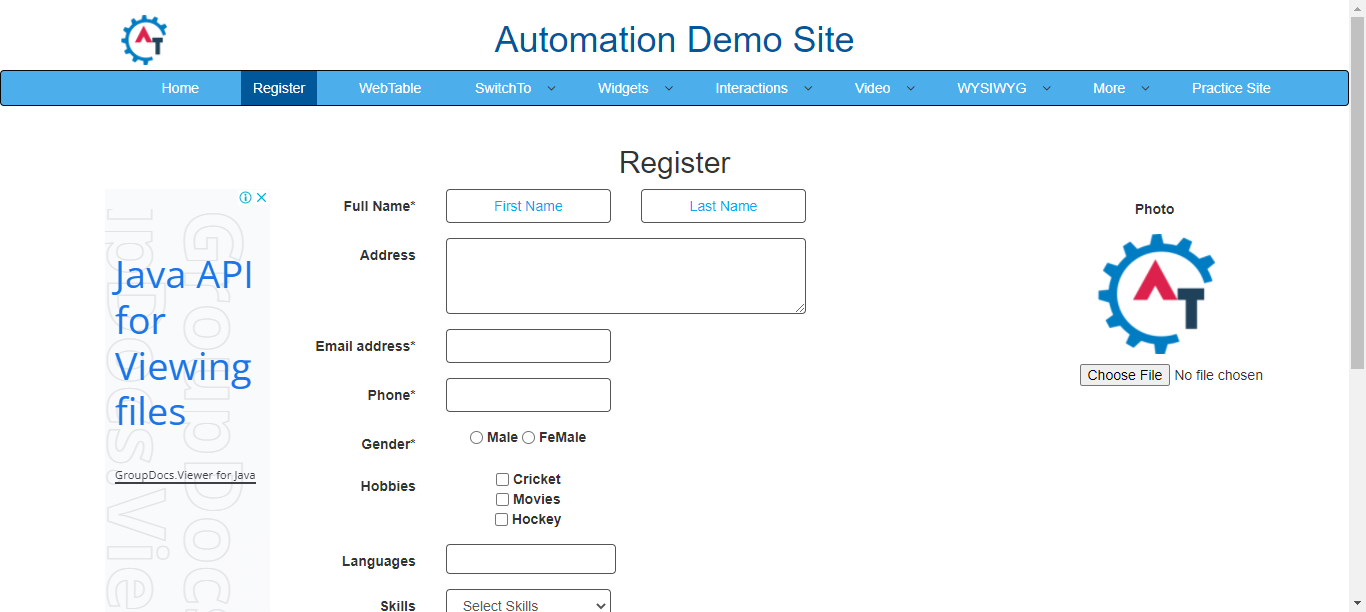 AT
Automation Demo Site
Home Register WebTable SwitchTo Widgets Interactions Video WYSIWYG More Practice Site
Register
Java API
for
Viewing
files
GroupDocs.Viewer for Java
Full Name* First Name Last Name
Address
Email address*
Phone*
Gender* Male FeMale
Hobbies Cricket
Movies
Hockey
Languages
Skills Select Skills
Photo
AT
Choose File No file chosen